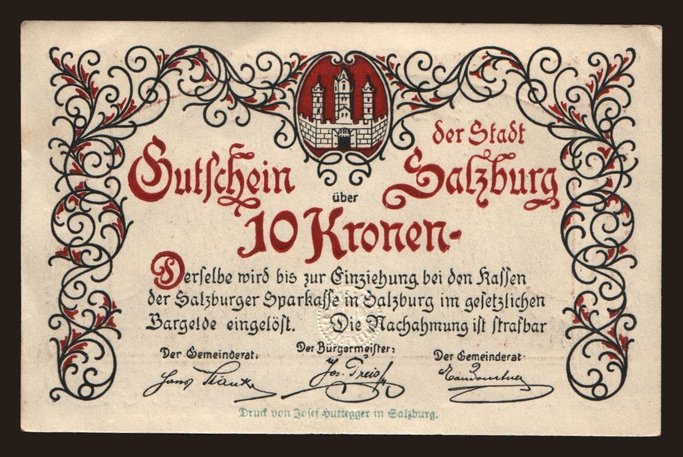 Gutschein
der Stadt
Salzburg
über
10 Kronen-
Derselbe wird bis zur Einziehung bei den Kassen
der Salzburger Sparkasse in Salzburg im gesetzlichen
Bargelde eingelöst. Die Nachahmung ist strafbar
Der Gemeinderat: Der Bürgermeister: Der Gemeinderat:
Jos. Preis
Druck von Josef Huttegger in Salzburg.